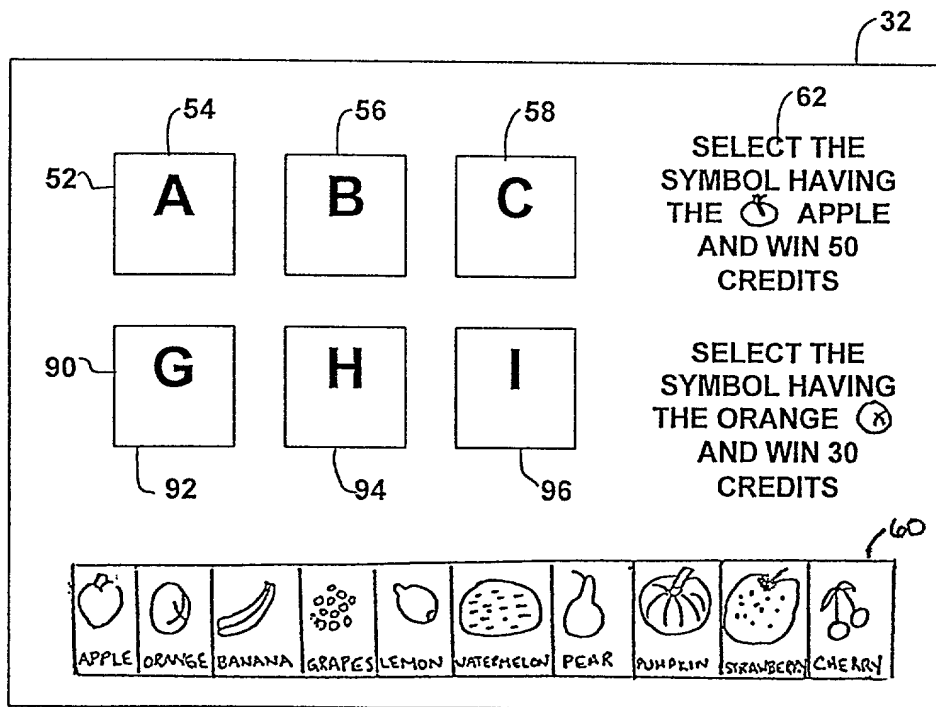 32
54
56
58
62
52
A
B
C
SELECT THE
SYMBOL HAVING
THE APPLE
AND WIN 50
CREDITS
90
G
H
I
SELECT THE
SYMBOL HAVING
THE ORANGE
AND WIN 30
CREDITS
92
94
96
60
APPLE ORANGE BANANA GRAPES LEMON WATERMELON PEAR PUMPKIN STRAWBERRY CHERRY